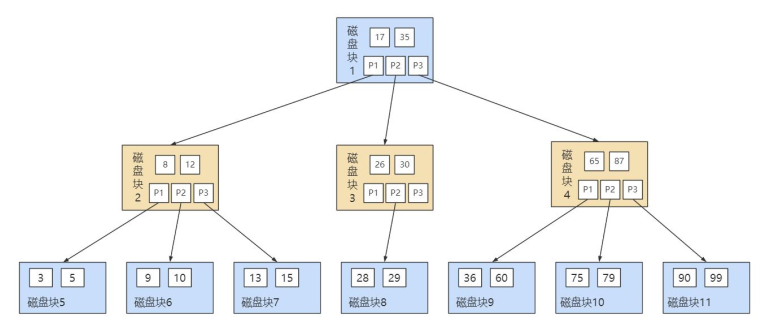 磁盘块1
17 35
P1 P2 P3
磁盘块2
8 12
P1 P2 P3
磁盘块3
26 30
P1 P2 P3
磁盘块4
65 87
P1 P2 P3
3 5
磁盘块5
9 10
磁盘块6
13 15
磁盘块7
28 29
磁盘块8
36 60
磁盘块9
75 79
磁盘块10
90 99
磁盘块11